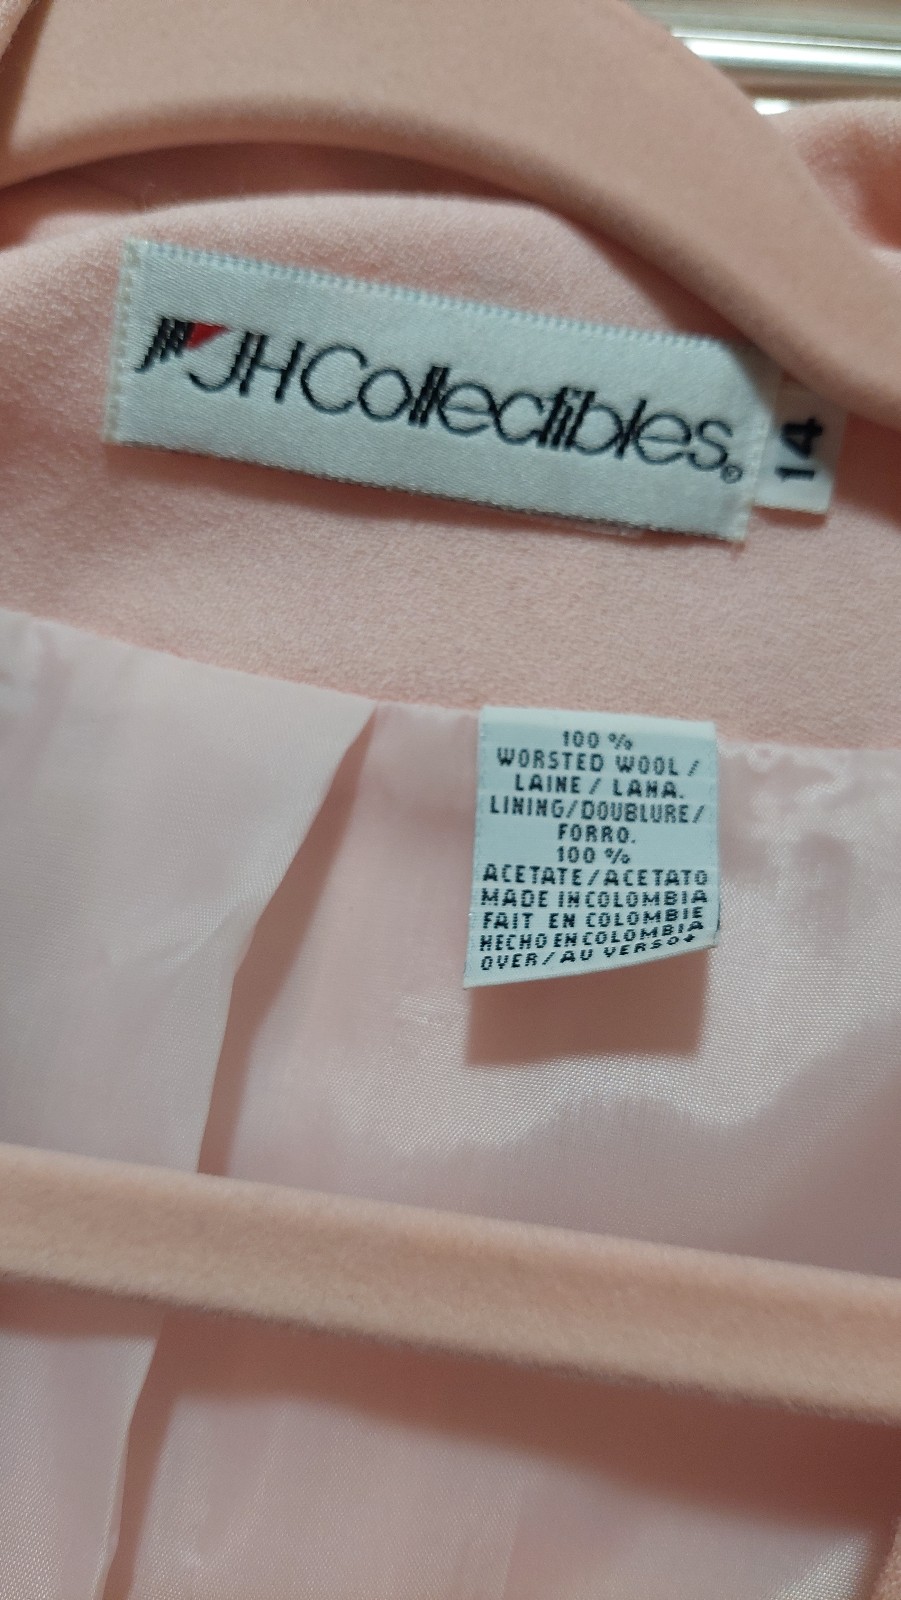 JHCollectibles®
14
100 %
WORSTED WOOL /
LAINE / LANA.
LINING/DOUBLURE/
FORRO.
100 %
ACETATE/ACETATO
MADE IN COLOMBIA
FAIT EN COLOMBIE
HECHO EN COLOMBIA
OVER/AU VERSO→